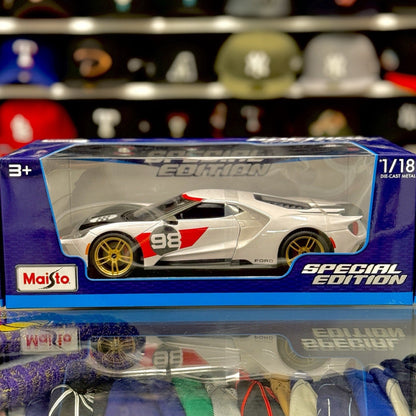 SPECIAL
EDITION
3+
1/18
DIE-CAST METAL
98
FORD
Maisto
SPECIAL
EDITION